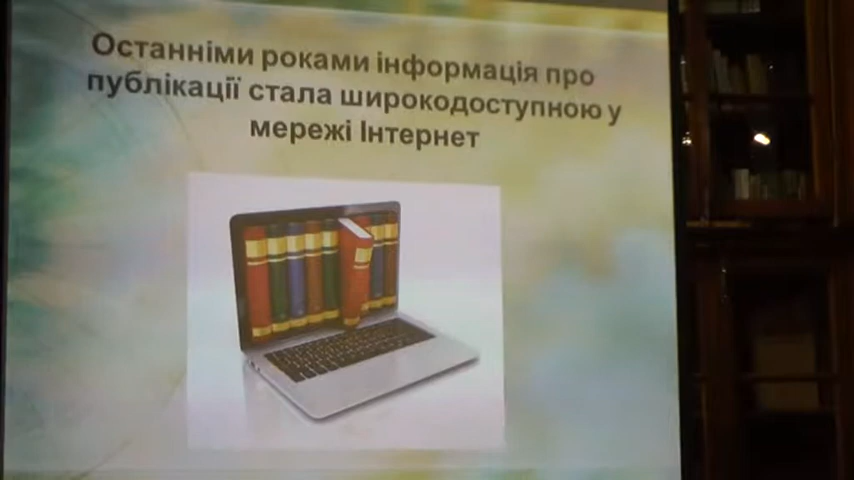 Останніми роками інформація про
публікації стала широкодоступною у
мережі Інтернет